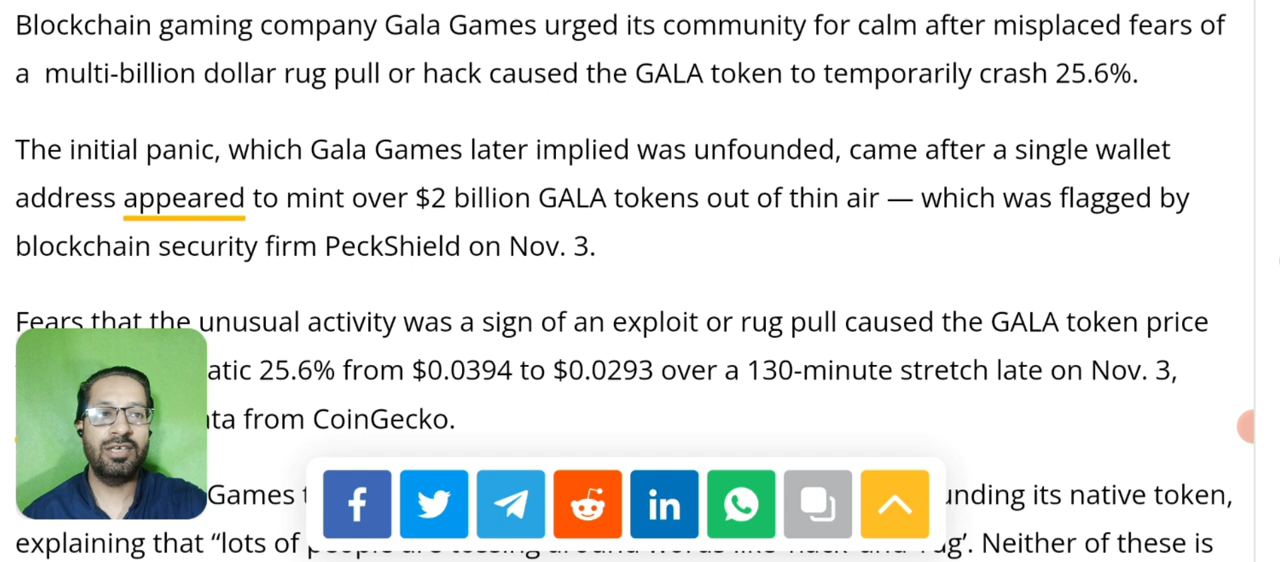 Blockchain gaming company Gala Games urged its community for calm after misplaced fears of
a multi-billion dollar rug pull or hack caused the GALA token to temporarily crash 25.6%.
The initial panic, which Gala Games later implied was unfounded, came after a single wallet
address appeared to mint over $2 billion GALA tokens out of thin air — which was flagged by
blockchain security firm PeckShield on Nov. 3.
Fears that the unusual activity was a sign of an exploit or rug pull caused the GALA token price
25.6% from $0.0394 to $0.0293 over a 130-minute stretch late on Nov. 3,
from CoinGecko.
Games its native token,
explaining that “lots of Neither of these is